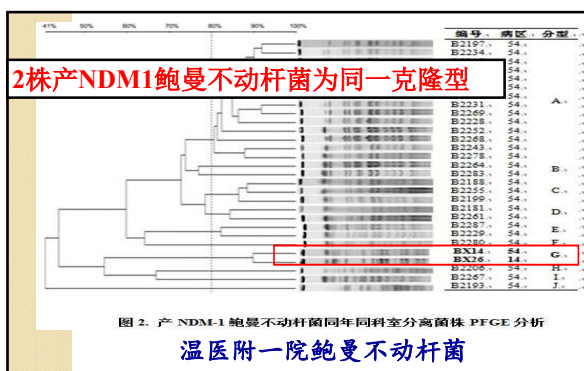 41% 60% 70% 80% 90% 100%
编号 病区 分型
B2197 54
B2234 54
54
54
2株产NDM1鲍曼不动杆菌为同一克隆型
54
54
B2231 54 A
B2269 54
B2228 54
B2252 54
B2268 54
B2243 54
B2278 54
B2264 54 B
B2283 54
B2188 54
B2255 54 C
B2199 54
B2181 54 D
B2261 54
B2287 54 E
B2229 54
B2280 54 F
BX14 54 G
BX26 14
B2206 54 H
B2267 54 I
B2193 54 J
图 2. 产 NDM-1 鲍曼不动杆菌同年同科室分离菌株 PFGE 分析
温医附一院鲍曼不动杆菌